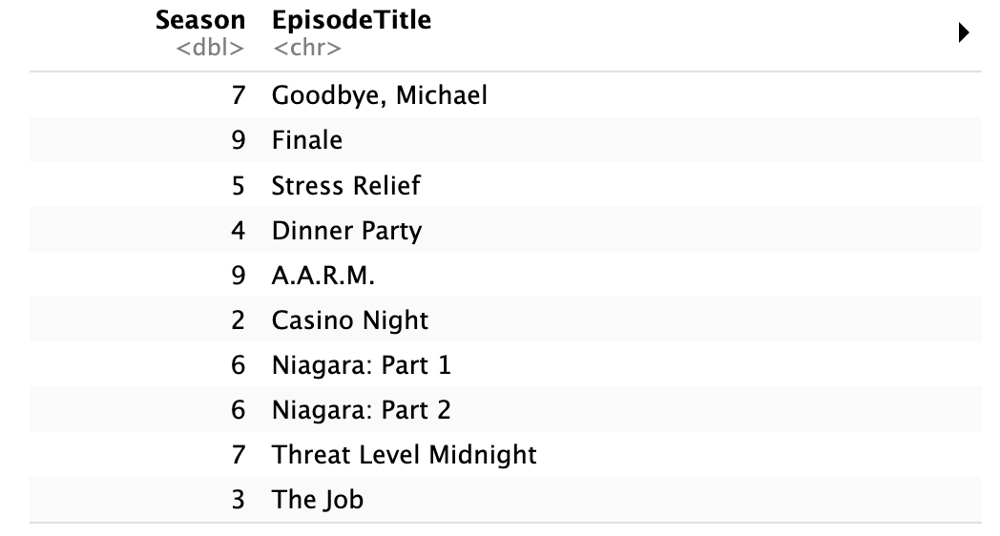 Season EpisodeTitle
<dbl> <chr>
7 Goodbye, Michael
9 Finale
5 Stress Relief
4 Dinner Party
9 A.A.R.M.
2 Casino Night
6 Niagara: Part 1
6 Niagara: Part 2
7 Threat Level Midnight
3 The Job